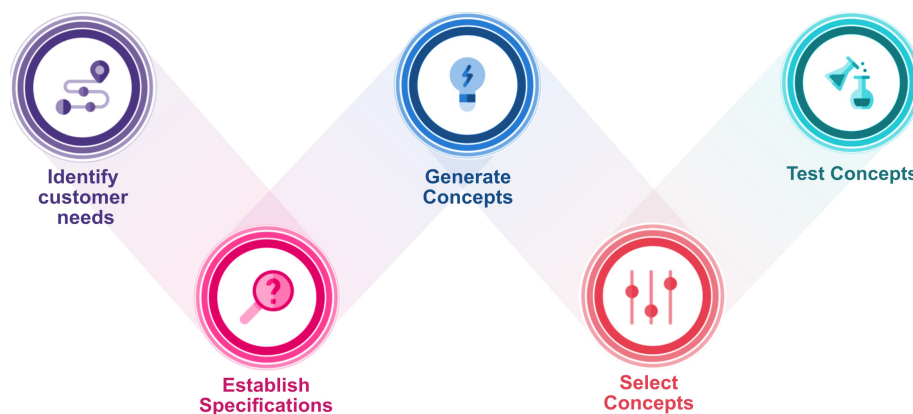 Identify
customer
needs
Establish
Specifications
Generate
Concepts
Select
Concepts
Test Concepts
?